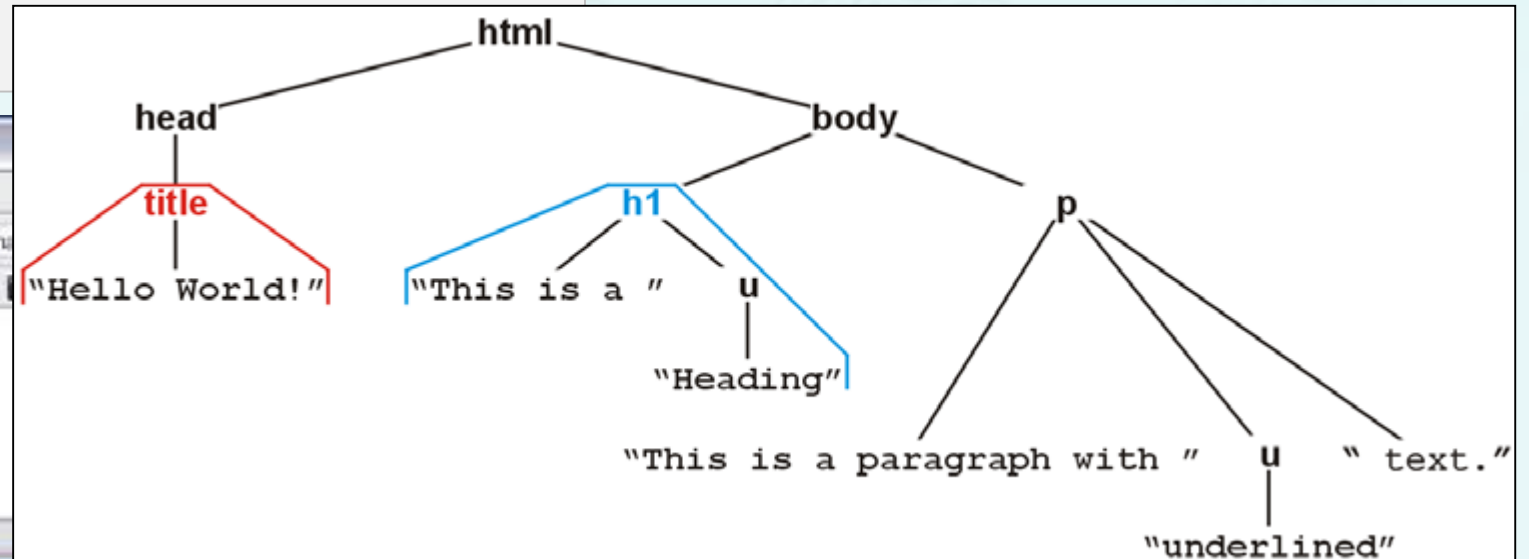 html
head body
title h1 p
“Hello World!” “This is a ” u
“Heading”
“This is a paragraph with ” u “ text.”
“underlined”